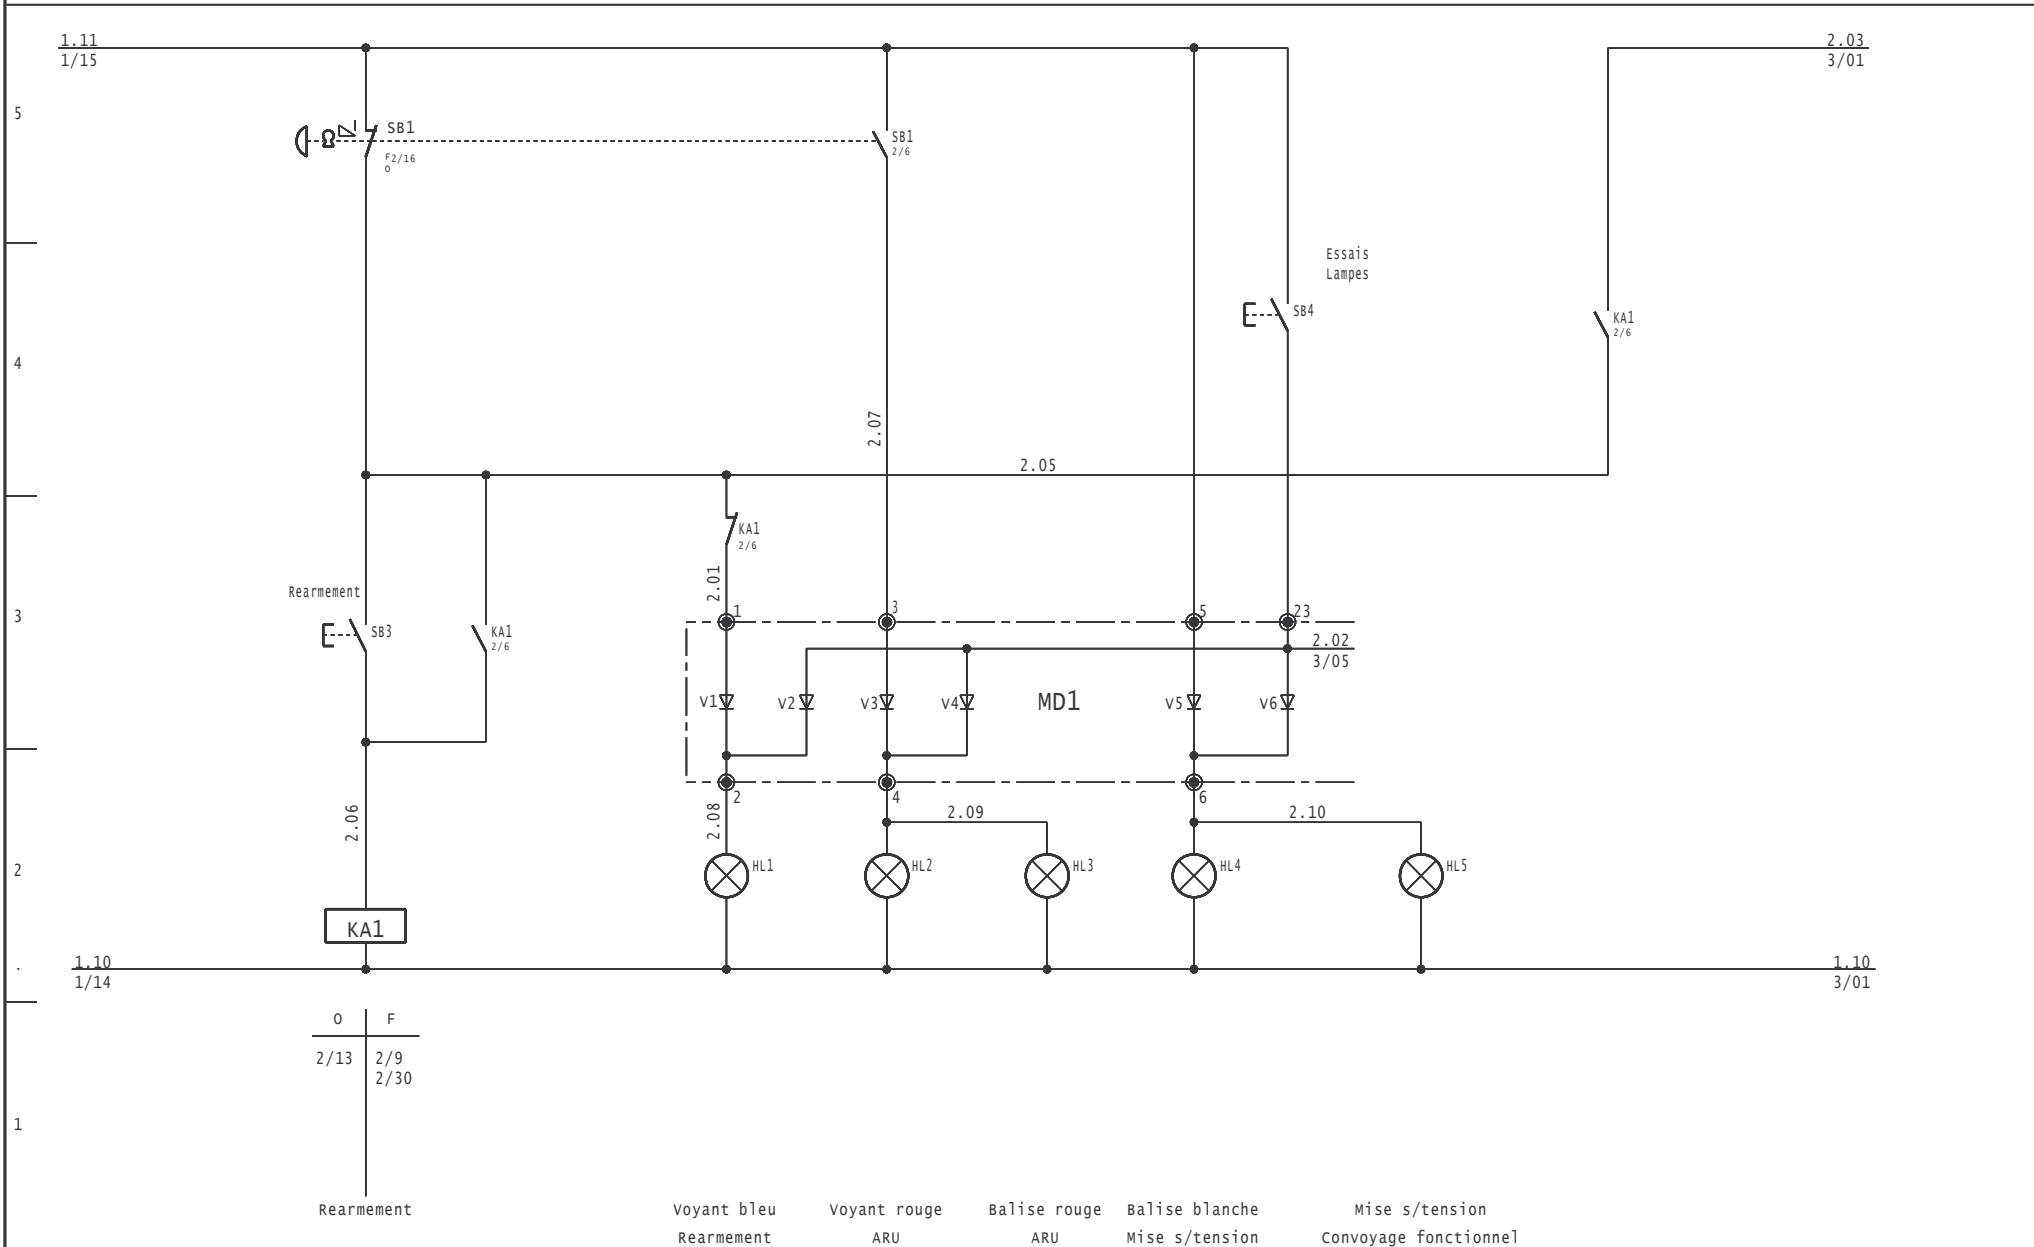 1.11
1/15
2.03
3/01
5
SB1
F2/16
O
SB1
2/6
Essais
Lampes
SB4
KA1
2/6
4
2.07
2.05
KA1
2/6
2.01
Rearmement
3
SB3
KA1
2/6
1
3
5
23
2.02
3/05
V1
V2
V3
V4
MD1
V5
V6
2
4
6
2.06
2.08
2.09
2.10
2
HL1
HL2
HL3
HL4
HL5
KA1
1.10
1/14
1.10
3/01
O F
2/13 2/9
2/30
1
Rearmement
Voyant bleu
Rearmement
Voyant rouge
ARU
Balise rouge
ARU
Balise blanche
Mise s/tension
Mise s/tension
Convoyage fonctionnel